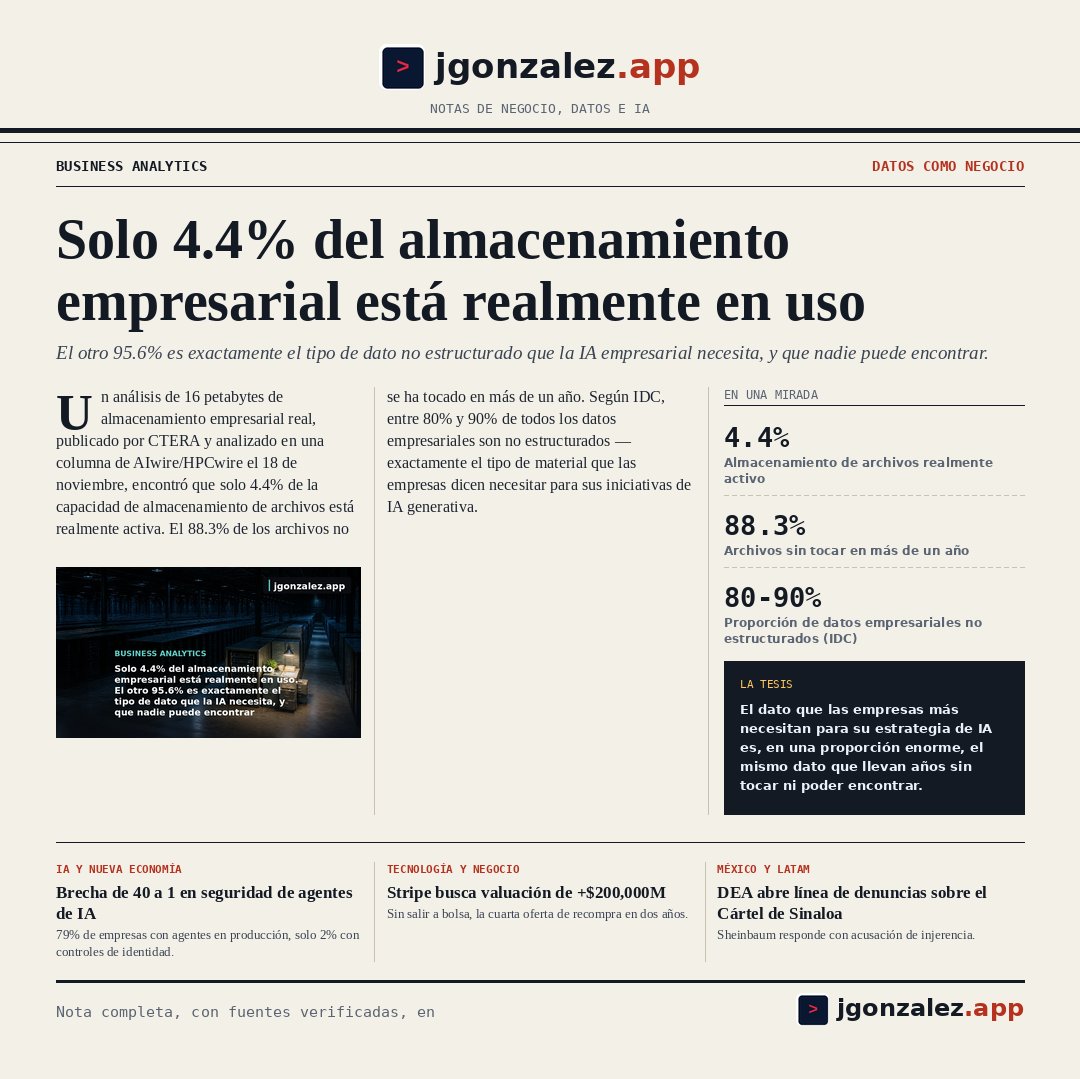 > jgonzalez.app
NOTAS DE NEGOCIO, DATOS E IA
BUSINESS ANALYTICS
DATOS COMO NEGOCIO
Solo 4.4% del almacenamiento
empresarial está realmente en uso
El otro 95.6% es exactamente el tipo de dato no estructurado que la IA empresarial necesita, y que nadie puede encontrar.
Un análisis de 16 petabytes de
almacenamiento empresarial real,
publicado por CTERA y analizado en una
columna de AIwire/HPCwire el 18 de
noviembre, encontró que solo 4.4% de la
capacidad de almacenamiento de archivos está
realmente activa. El 88.3% de los archivos no
se ha tocado en más de un año. Según IDC,
entre 80% y 90% de todos los datos
empresariales son no estructurados —
exactamente el tipo de material que las
empresas dicen necesitar para sus iniciativas de
IA generativa.
jgonzalez.app
BUSINESS ANALYTICS
Solo 4.4% del almacenamiento
empresarial está realmente en uso.
El otro 95.6% es exactamente el
tipo de dato que la IA necesita, y
que nadie puede encontrar
EN UNA MIRADA
4.4%
Almacenamiento de archivos realmente
activo
88.3%
Archivos sin tocar en más de un año
80-90%
Proporción de datos empresariales no
estructurados (IDC)
LA TESIS
El dato que las empresas más
necesitan para su estrategia de IA
es, en una proporción enorme, el
mismo dato que llevan años sin
tocar ni poder encontrar.
IA Y NUEVA ECONOMÍA
Brecha de 40 a 1 en seguridad de agentes
de IA
79% de empresas con agentes en producción, solo 2% con
controles de identidad.
TECNOLOGÍA Y NEGOCIO
Stripe busca valuación de +$200,000M
Sin salir a bolsa, la cuarta oferta de recompra en dos años.
MÉXICO Y LATAM
DEA abre línea de denuncias sobre el
Cártel de Sinaloa
Sheinbaum responde con acusación de injerencia.
Nota completa, con fuentes verificadas, en
> jgonzalez.app